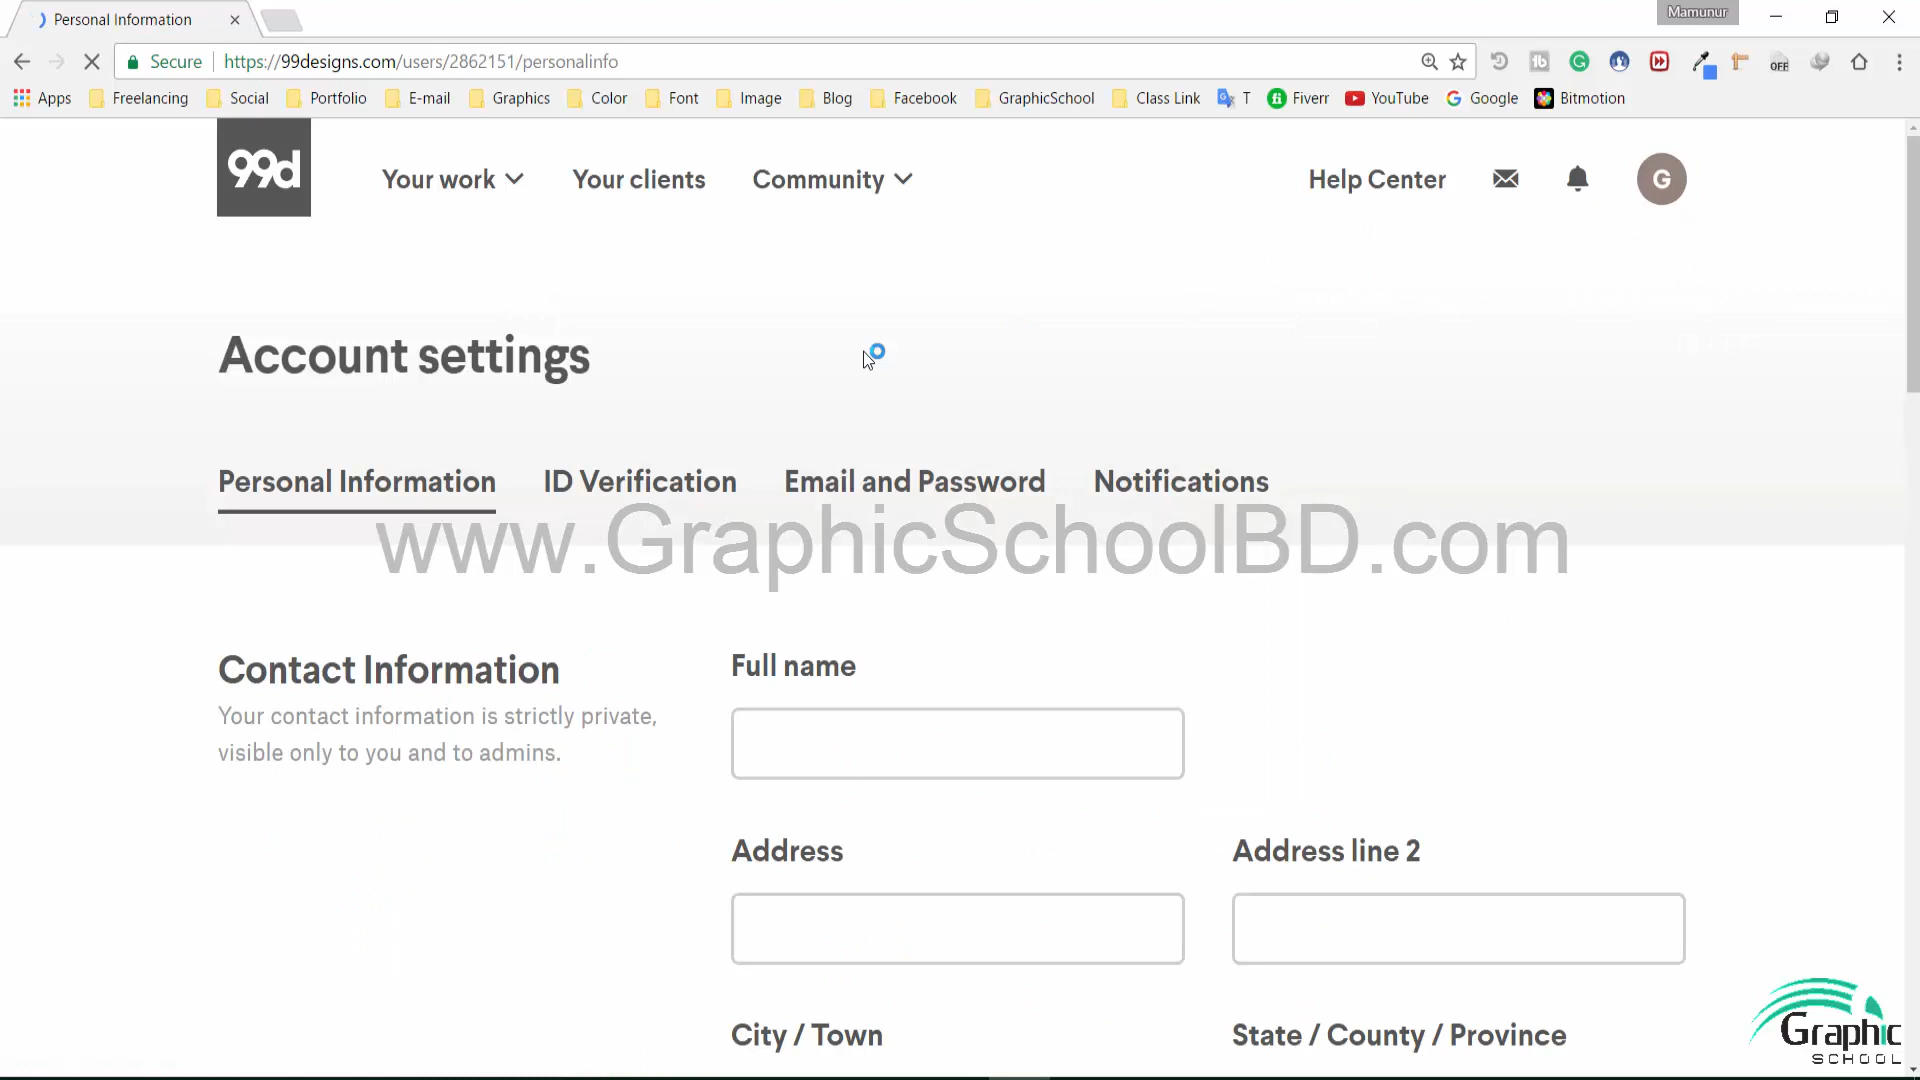 Personal Information
Mamunur
Secure https://99designs.com/users/2862151/personalinfo
OFF
Apps Freelancing Social Portfolio E-mail Graphics Color Font Image Blog Facebook GraphicSchool Class Link T Fiverr YouTube Google Bitmotion
99d Your work Your clients Community Help Center G
Account settings
Personal Information ID Verification Email and Password Notifications
www.GraphicSchoolBD.com
Contact Information
Your contact information is strictly private,
visible only to you and to admins.
Full name
Address Address line 2
City / Town State / County / Province
Graphic
SCHOOL